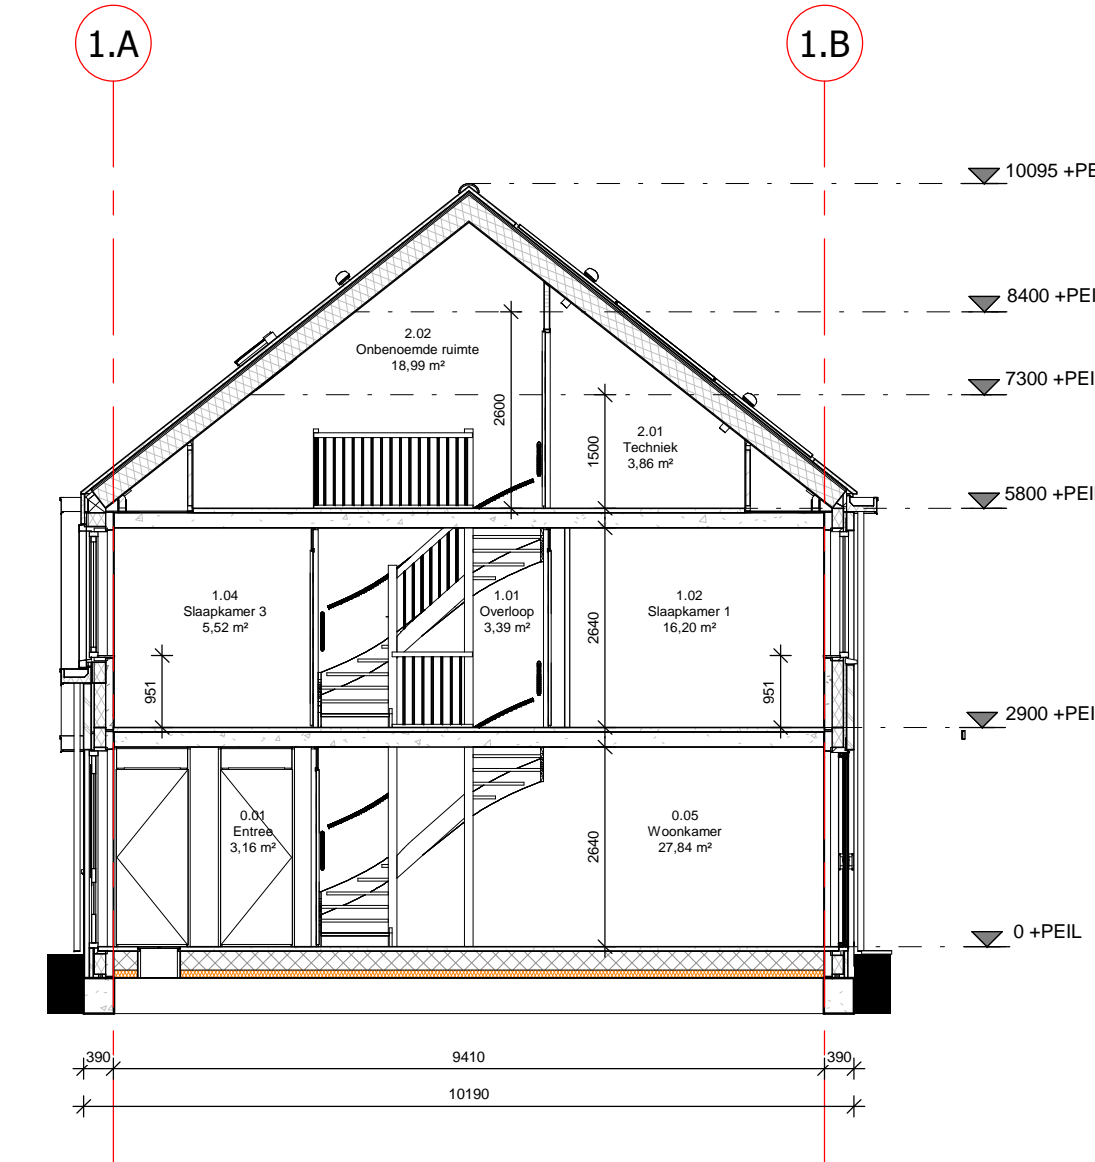 1.A
1.B
10095 +PE
8400 +PEI
2.02
Onbenoemde ruimte
18,99 m²
7300 +PEI
2600
1500
2.01
Techniek
3,86 m²
5800 +PEI
1.04
Slaapkamer 3
5,52 m²
1.01
Overloop
3,39 m²
1.02
Slaapkamer 1
16,20 m²
2640
951
951
2900 +PEI
0.01
Entree
3,16 m²
0.05
Woonkamer
27,84 m²
2640
0 +PEIL
390
9410
390
10190